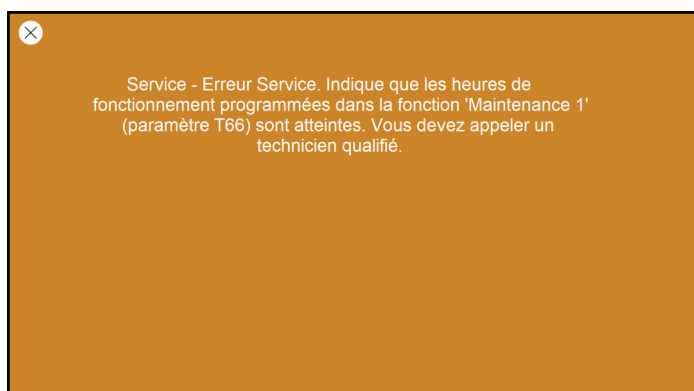 Service - Erreur Service. Indique que les heures de
fonctionnement programmées dans la fonction 'Maintenance 1'
(paramètre T66) sont atteintes. Vous devez appeler un
technicien qualifié.